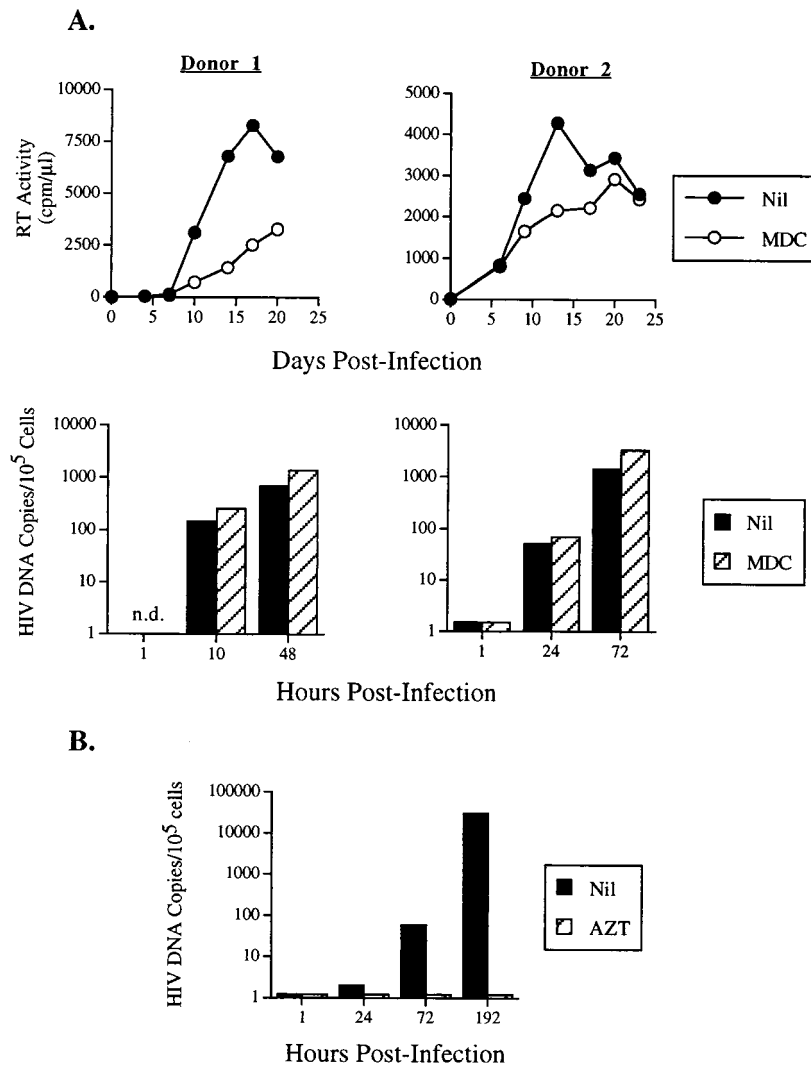 A.
Donor 1
Donor 2
RT Activity
(cpm/μl)
10000
7500
5000
2500
0
0 5 10 15 20 25
5000
4000
3000
2000
1000
0
0 5 10 15 20 25
Nil
MDC
Days Post-Infection
HIV DNA Copies/10⁵ Cells
10000
1000
100
10
1
n.d.
1 10 48
10000
1000
100
10
1
1 24 72
Nil
MDC
Hours Post-Infection
B.
HIV DNA Copies/10⁵ cells
100000
100000
1000
100
10
1
1 24 72 192
Nil
AZT
Hours Post-Infection